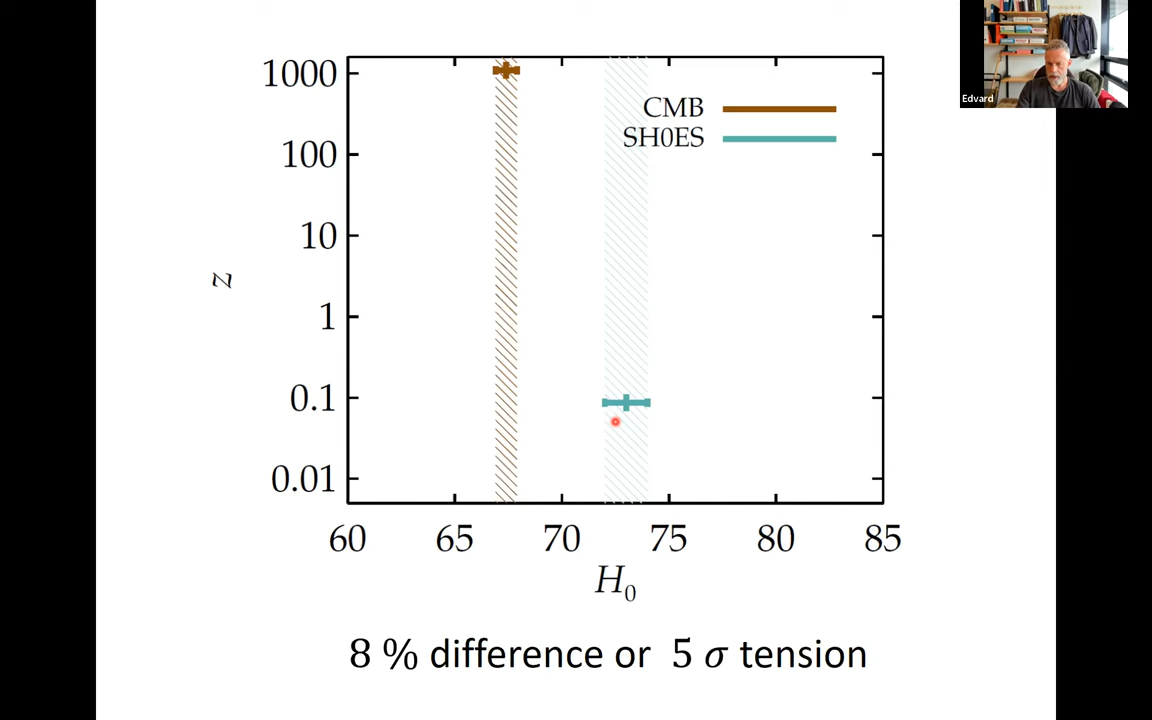 Edvard
1000
100
10
1
0.1
0.01
z
CMB
SH0ES
60 65 70 75 80 85
H₀
8 % difference or 5 σ tension